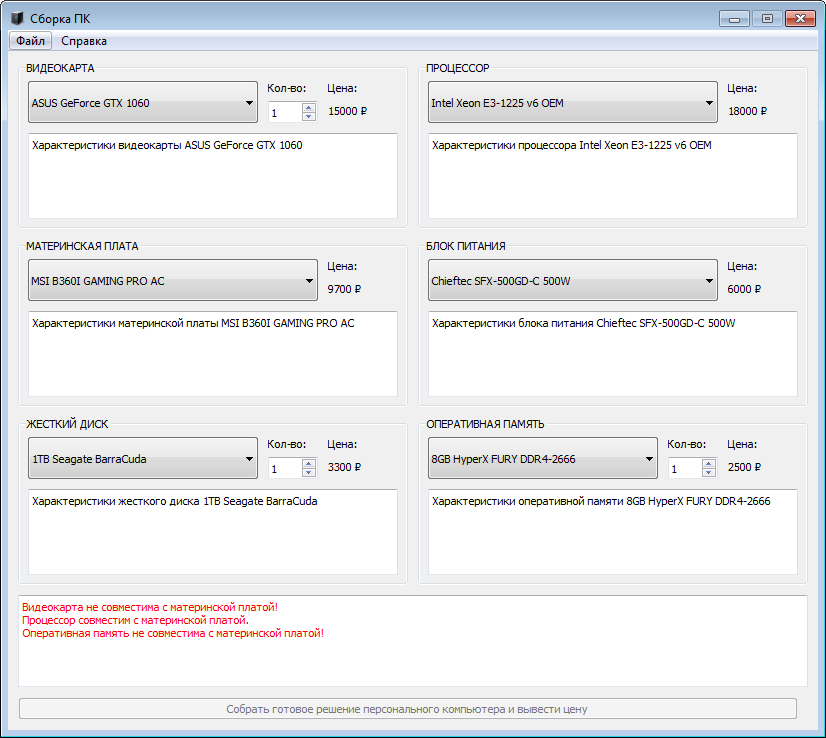 Сборка ПК
Файл Справка
ВИДЕОКАРТА
ASUS GeForce GTX 1060
Кол-во: Цена:
1 15000 ₽
Характеристики видеокарты ASUS GeForce GTX 1060
ПРОЦЕССОР
Intel Xeon E3-1225 v6 OEM
Цена:
18000 ₽
Характеристики процессора Intel Xeon E3-1225 v6 OEM
МАТЕРИНСКАЯ ПЛАТА
MSI B360I GAMING PRO AC
Цена:
9700 ₽
Характеристики материнской платы MSI B360I GAMING PRO AC
БЛОК ПИТАНИЯ
Chieftec SFX-500GD-C 500W
Цена:
6000 ₽
Характеристики блока питания Chieftec SFX-500GD-C 500W
ЖЕСТКИЙ ДИСК
1TB Seagate BarraCuda
Кол-во: Цена:
1 3300 ₽
Характеристики жесткого диска 1TB Seagate BarraCuda
ОПЕРАТИВНАЯ ПАМЯТЬ
8GB HyperX FURY DDR4-2666
Кол-во: Цена:
1 2500 ₽
Характеристики оперативной памяти 8GB HyperX FURY DDR4-2666
Видеокарта не совместима с материнской платой!
Процессор совместим с материнской платой.
Оперативная память не совместима с материнской платой!
Собрать готовое решение персонального компьютера и вывести цену